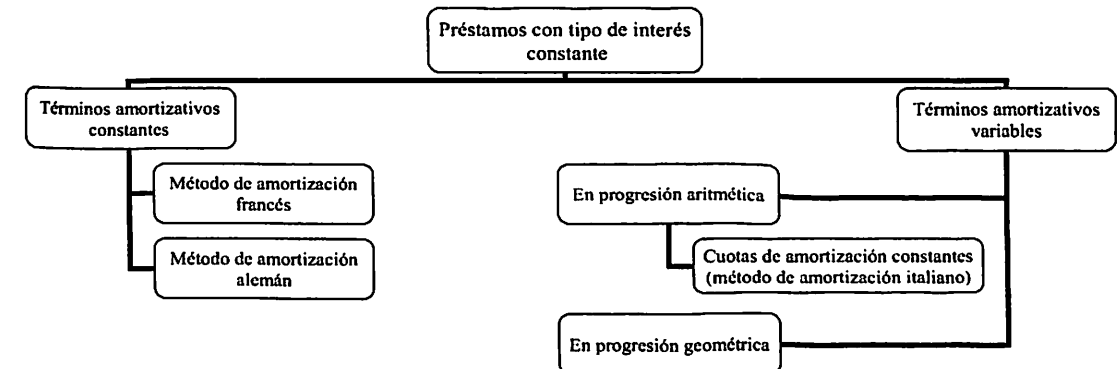 Préstamos con tipo de interés
constante
Términos amortizativos
constantes
Método de amortización
francés
Método de amortización
alemán
Términos amortizativos
variables
En progresión aritmética
Cuotas de amortización constantes
(método de amortización italiano)
En progresión geométrica